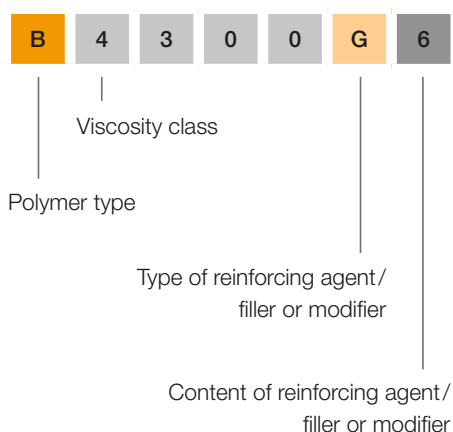 B 4 3 0 0 G 6
Viscosity class
Polymer type
Type of reinforcing agent/
filler or modifier
Content of reinforcing agent/
filler or modifier